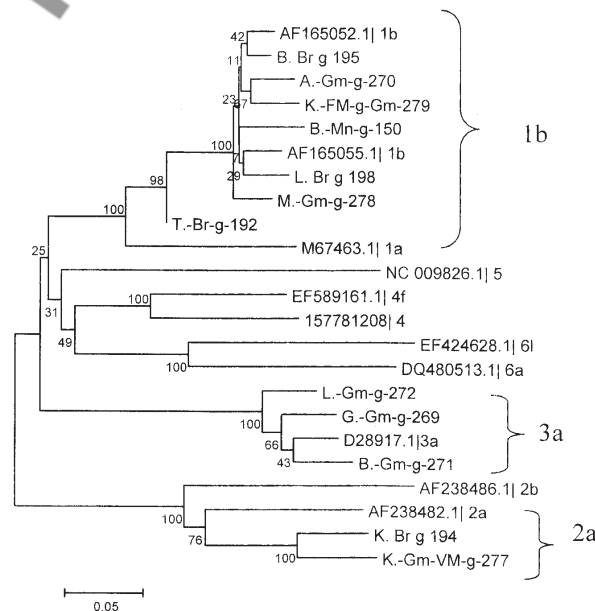 42
AF165052.1| 1b
B. Br g 195
11
A.-Gm-g-270
23
67
K.-FM-g-Gm-279
B.-Mn-g-150
1b
100
AF165055.1| 1b
7
29
L. Br g 198
98
M.-Gm-g-278
100
T.-Br-g-192
M67463.1| 1a
25
NC 009826.1| 5
31
100
EF589161.1| 4f
157781208| 4
49
EF424628.1| 6l
100
DQ480513.1| 6a
L.-Gm-g-272
100
G.-Gm-g-269
66
D28917.1|3a
3a
43
B.-Gm-g-271
AF238486.1| 2b
100
AF238482.1| 2a
76
K. Br g 194
2a
100
K.-Gm-VM-g-277
0.05